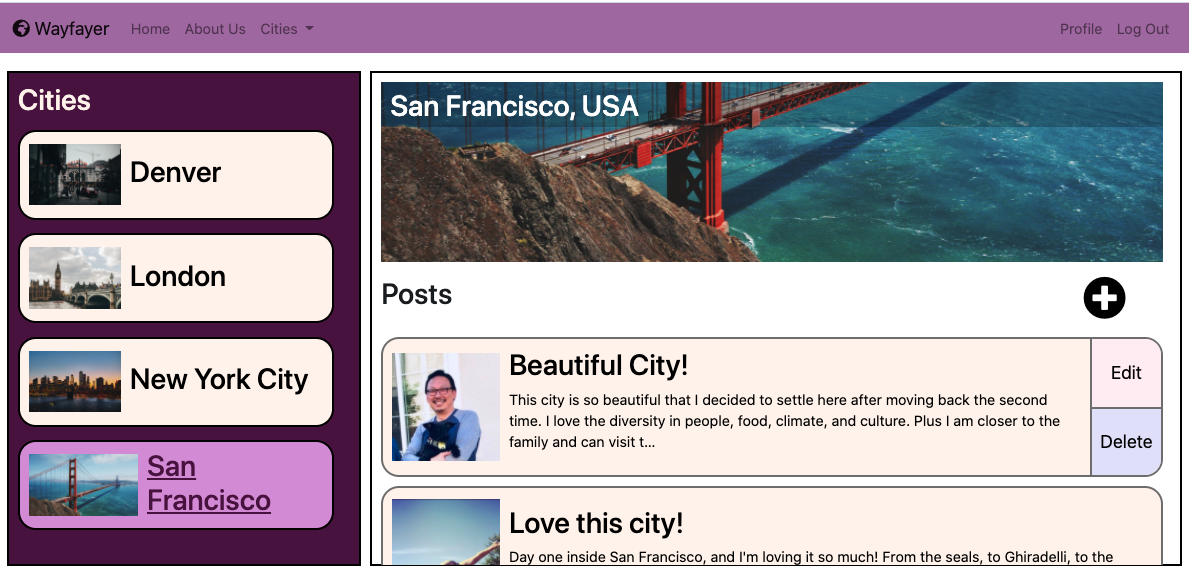 Wayfayer Home About Us Cities Profile Log Out
Cities
Denver
London
New York City
San
Francisco
San Francisco, USA
Posts
Beautiful City!
This city is so beautiful that I decided to settle here after moving back the second
time. I love the diversity in people, food, climate, and culture. Plus I am closer to the
family and can visit t...
Edit
Delete
Love this city!
Day one inside San Francisco, and I'm loving it so much! From the seals, to Ghiradelli, to the